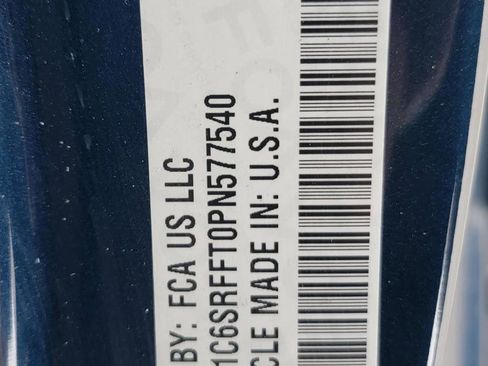 BY: FCA US LLC
1C6SRFFT0PN577540
CLE MADE IN: U.S.A.